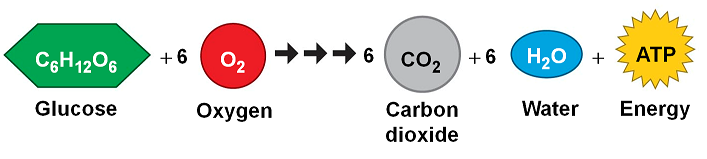 C₆H₁₂O₆ + 6 O₂ → → → 6 CO₂ + 6 H₂O + ATP
Glucose Oxygen Carbon dioxide Water Energy